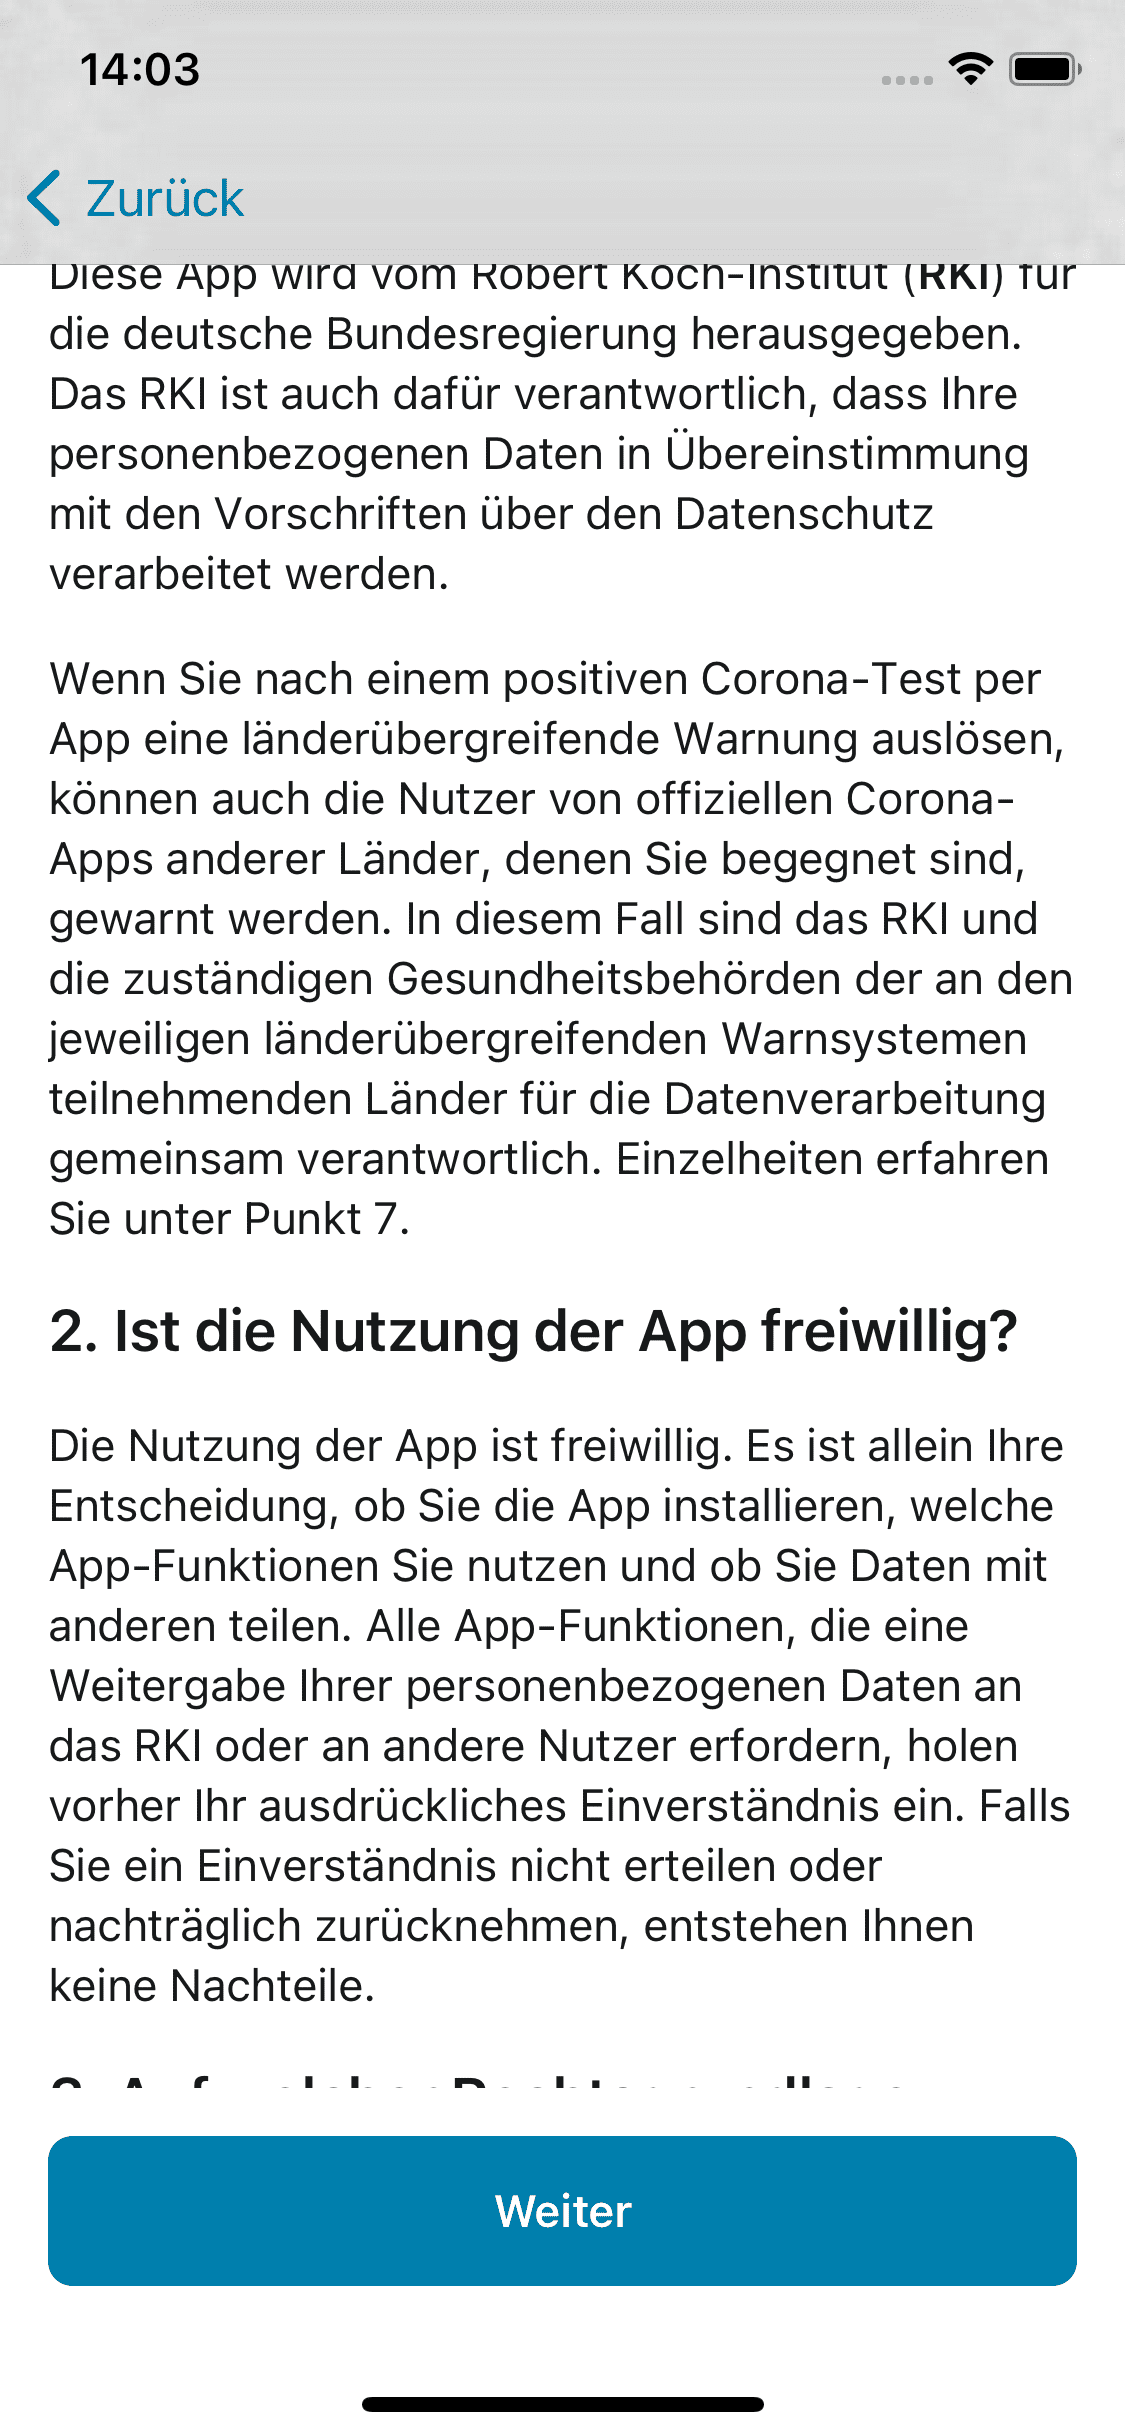 14:03
Zurück
Diese App wird vom Robert Koch-Institut (RKI) für
die deutsche Bundesregierung herausgegeben.
Das RKI ist auch dafür verantwortlich, dass Ihre
personenbezogenen Daten in Übereinstimmung
mit den Vorschriften über den Datenschutz
verarbeitet werden.
Wenn Sie nach einem positiven Corona-Test per
App eine länderübergreifende Warnung auslösen,
können auch die Nutzer von offiziellen Corona-
Apps anderer Länder, denen Sie begegnet sind,
gewarnt werden. In diesem Fall sind das RKI und
die zuständigen Gesundheitsbehörden der an den
jeweiligen länderübergreifenden Warnsystemen
teilnehmenden Länder für die Datenverarbeitung
gemeinsam verantwortlich. Einzelheiten erfahren
Sie unter Punkt 7.
2. Ist die Nutzung der App freiwillig?
Die Nutzung der App ist freiwillig. Es ist allein Ihre
Entscheidung, ob Sie die App installieren, welche
App-Funktionen Sie nutzen und ob Sie Daten mit
anderen teilen. Alle App-Funktionen, die eine
Weitergabe Ihrer personenbezogenen Daten an
das RKI oder an andere Nutzer erfordern, holen
vorher Ihr ausdrückliches Einverständnis ein. Falls
Sie ein Einverständnis nicht erteilen oder
nachträglich zurücknehmen, entstehen Ihnen
keine Nachteile.
Weiter